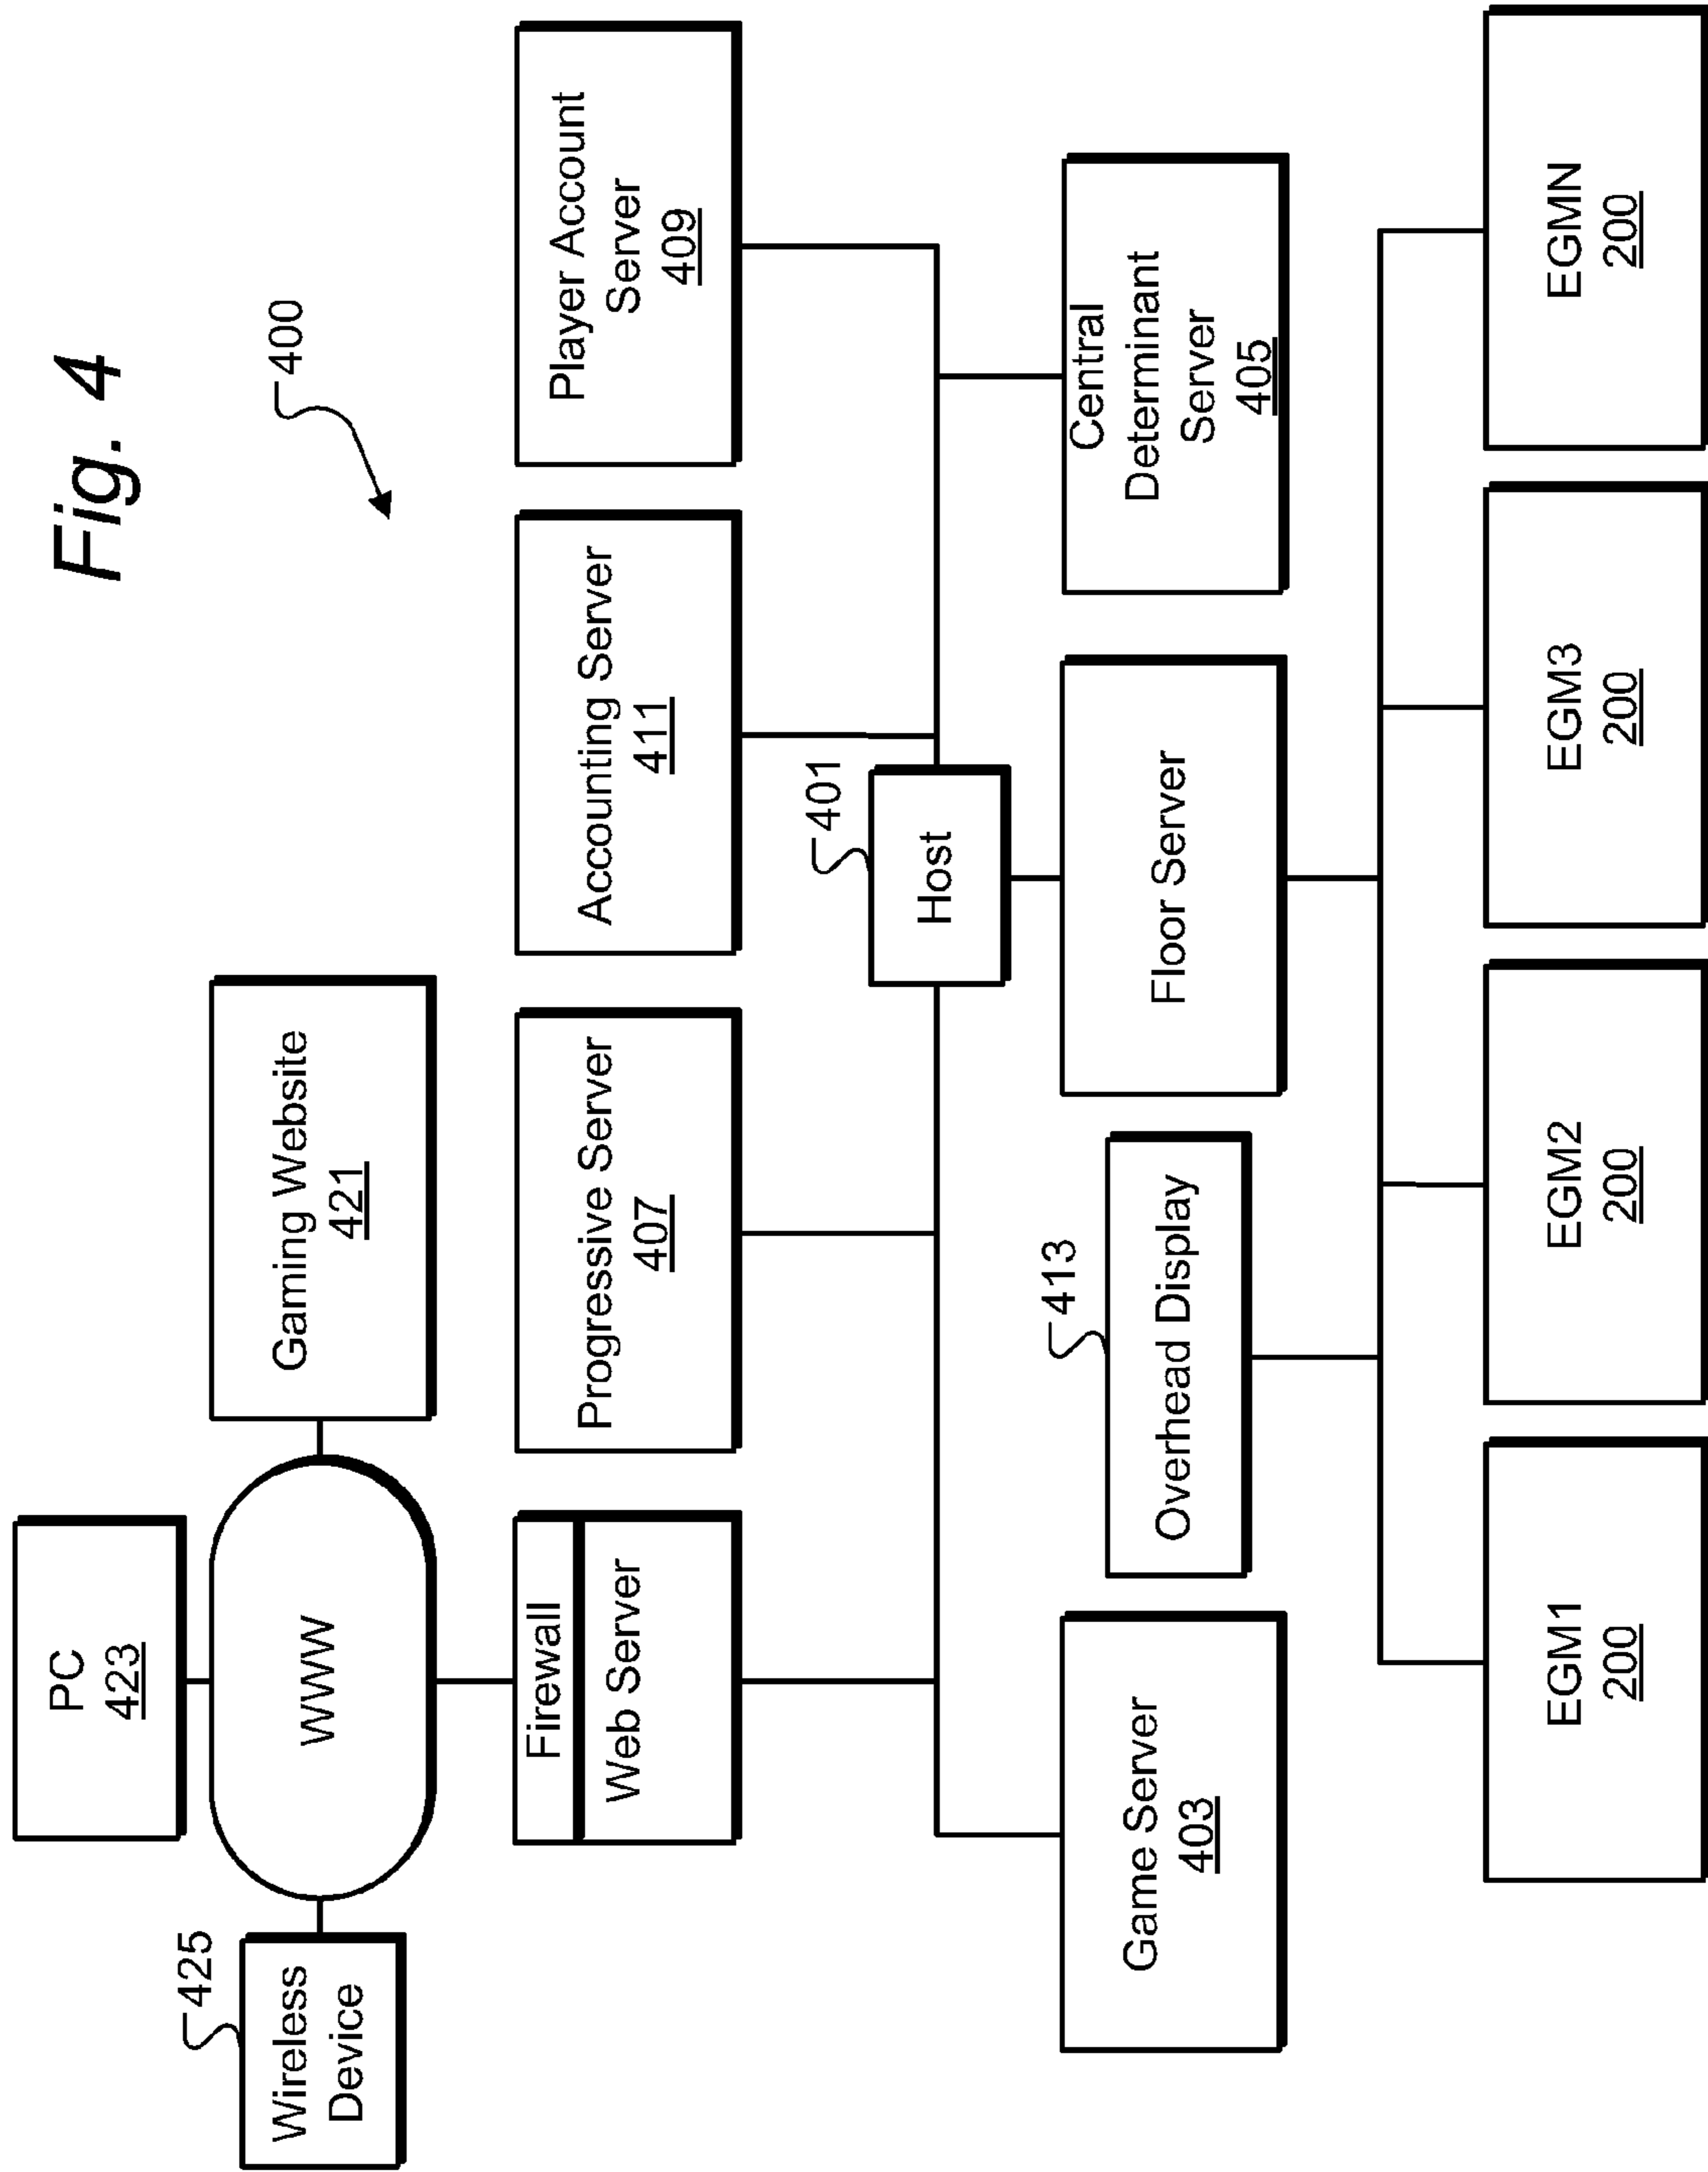 Fig. 4
400
PC
423
425
Wireless
Device
WWW
Gaming Website
421
Firewall
Web Server
Progressive Server
407
Accounting Server
411
Player Account
Server
409
401
Host
Game Server
403
413
Overhead Display
Floor Server
Central
Determinant
Server
405
EGM1
200
EGM2
200
EGM3
200
EGMN
200